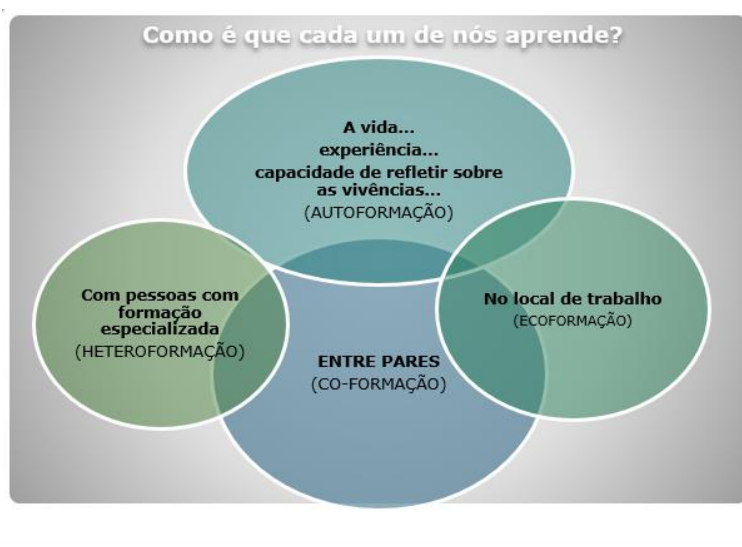 Como é que cada um de nós aprende?
A vida...
experiência...
capacidade de refletir sobre
as vivências...
(AUTOFORMAÇÃO)
Com pessoas com
formação
especializada
(HETEROFORMAÇÃO)
No local de trabalho
(ECOFORMAÇÃO)
ENTRE PARES
(CO-FORMAÇÃO)